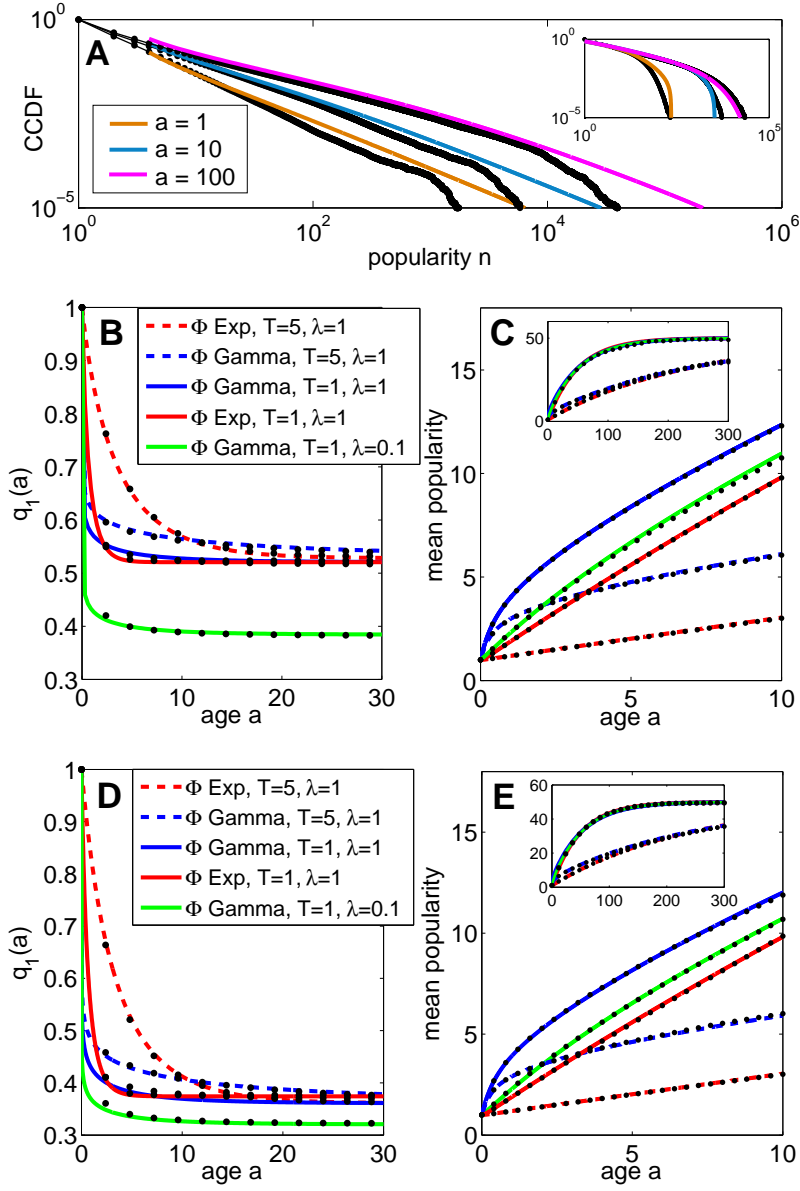 A
CCDF
10^0
10^−5
10^0
10^2
10^4
10^6
popularity n
a = 1
a = 10
a = 100
10^0
10^−5
10^0
10^5
B
q_1(a)
1
0.9
0.8
0.7
0.6
0.5
0.4
0.3
0
10
20
30
age a
Φ Exp, T=5, λ=1
Φ Gamma, T=5, λ=1
Φ Gamma, T=1, λ=1
Φ Exp, T=1, λ=1
Φ Gamma, T=1, λ=0.1
C
mean popularity
15
10
5
0
0
5
10
age a
50
0
0
100
200
300
D
q_1(a)
1
0.9
0.8
0.7
0.6
0.5
0.4
0.3
0
10
20
30
age a
Φ Exp, T=5, λ=1
Φ Gamma, T=5, λ=1
Φ Gamma, T=1, λ=1
Φ Exp, T=1, λ=1
Φ Gamma, T=1, λ=0.1
E
mean popularity
15
10
5
0
0
5
10
age a
60
40
20
0
0
100
200
300